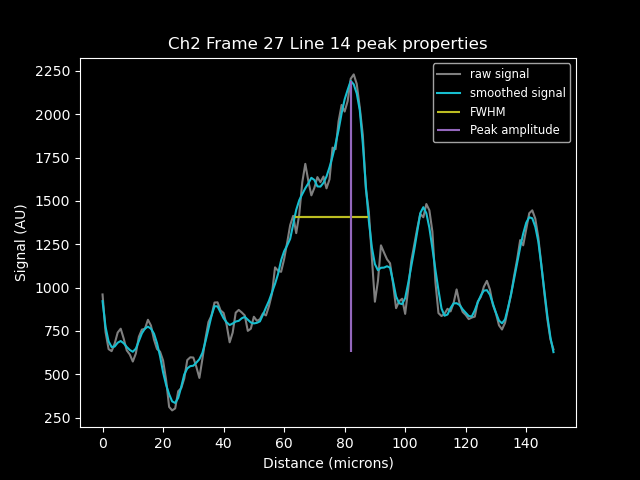 Ch2 Frame 27 Line 14 peak properties
raw signal
smoothed signal
FWHM
Peak amplitude
2250
2000
1750
1500
1250
1000
750
500
250
Signal (AU)
0 20 40 60 80 100 120 140
Distance (microns)